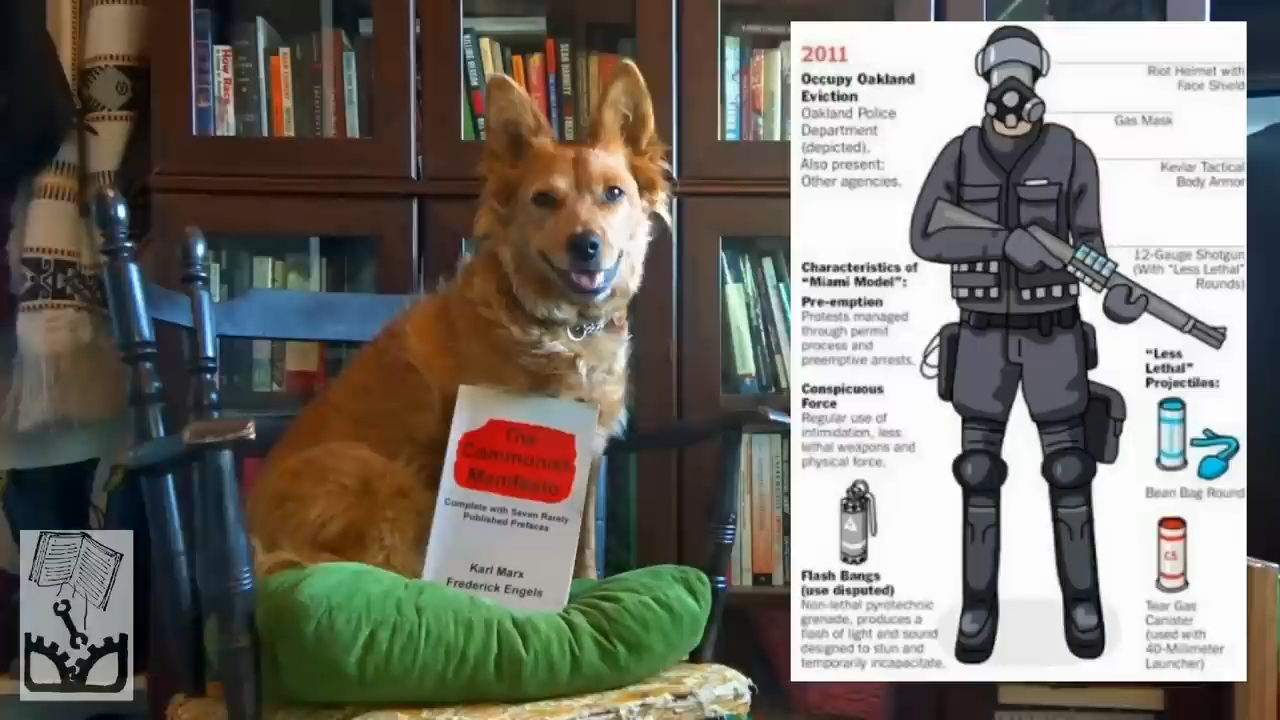 How Race
SEAN HANNITY
The
Communist
Manifesto
Complete with Seven Rarely
Published Prefaces
Karl Marx
Frederick Engels
2011
Occupy Oakland
Eviction
Oakland Police
Department
(depicted).
Also present:
Other agencies.
Characteristics of
“Miami Model”:
Pre-emption
Protests managed
through permit
process and
preemptive arrests.
Conspicuous
Force
Regular use of
intimidation, less
lethal weapons and
physical force.
Flash Bangs
(use disputed)
Non-lethal pyrotechnic
grenade, produces a
flash of light and sound
designed to stun and
temporarily incapacitate.
Riot Helmet with
Face Shield
Gas Mask
Kevlar Tactical
Body Armor
12-Gauge Shotgun
(With “Less Lethal”
Rounds)
“Less
Lethal”
Projectiles:
Bean Bag Round
CS
Tear Gas
Canister
(used with
40-Millimeter
Launcher)